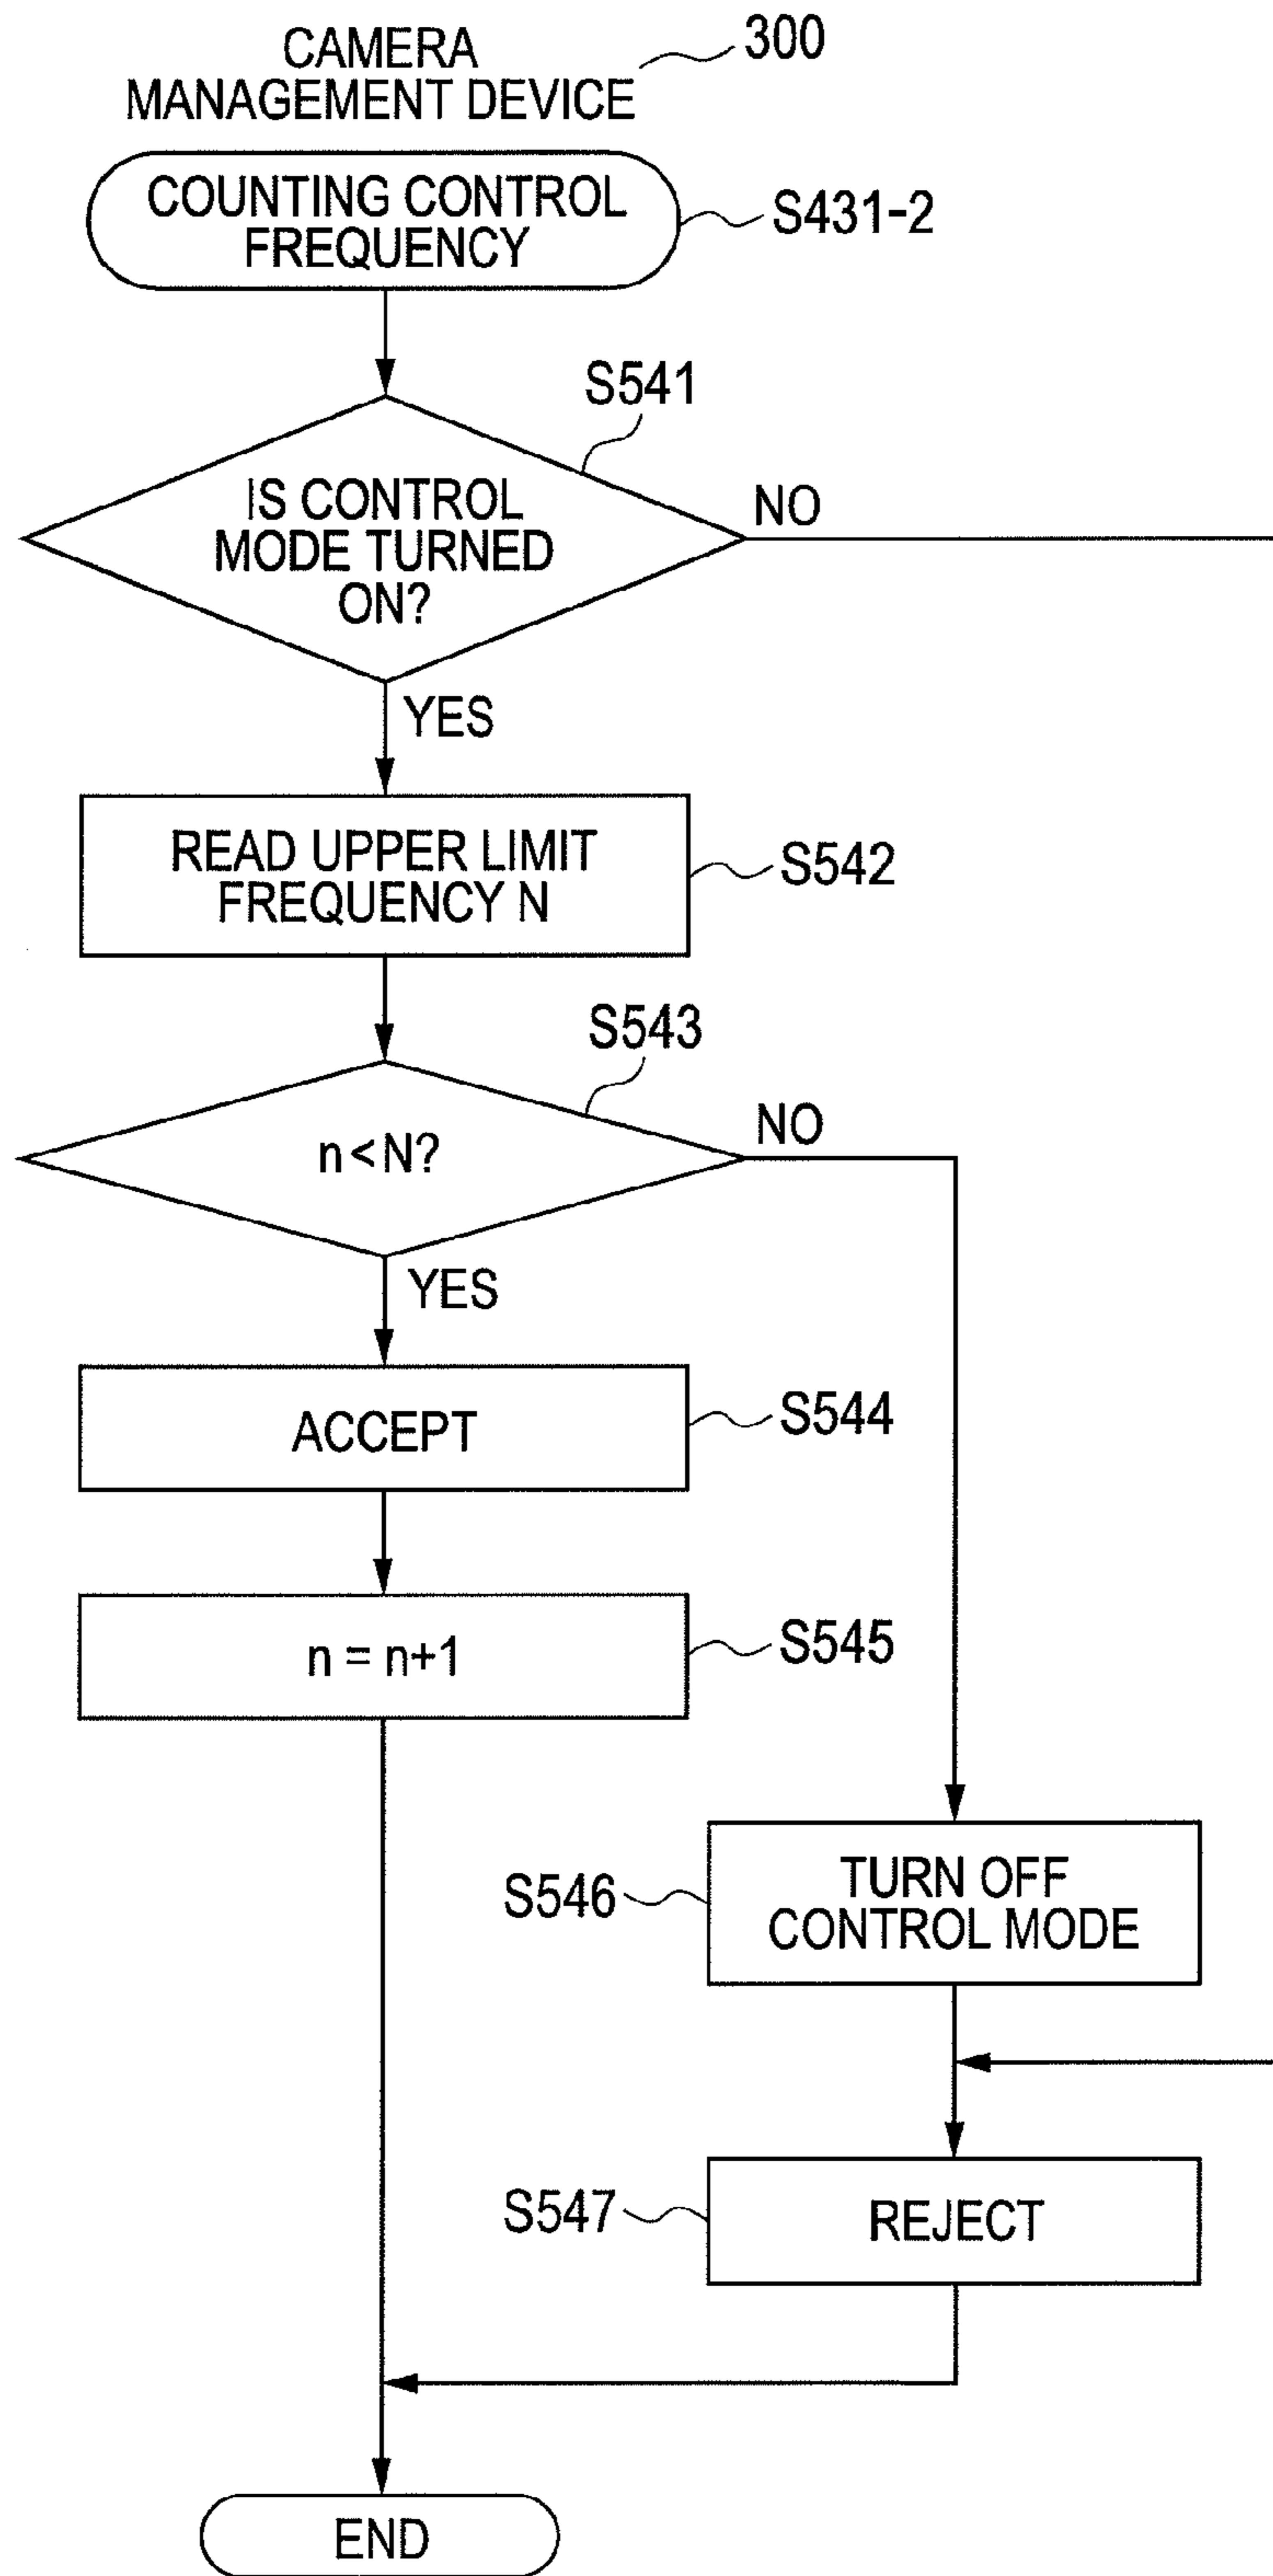 CAMERA
MANAGEMENT DEVICE
300
COUNTING CONTROL
FREQUENCY
S431-2
S541
IS CONTROL
MODE TURNED
ON?
NO
YES
READ UPPER LIMIT
FREQUENCY N
S542
S543
n<N?
NO
YES
ACCEPT
S544
n = n+1
S545
TURN OFF
CONTROL MODE
S546
REJECT
S547
END